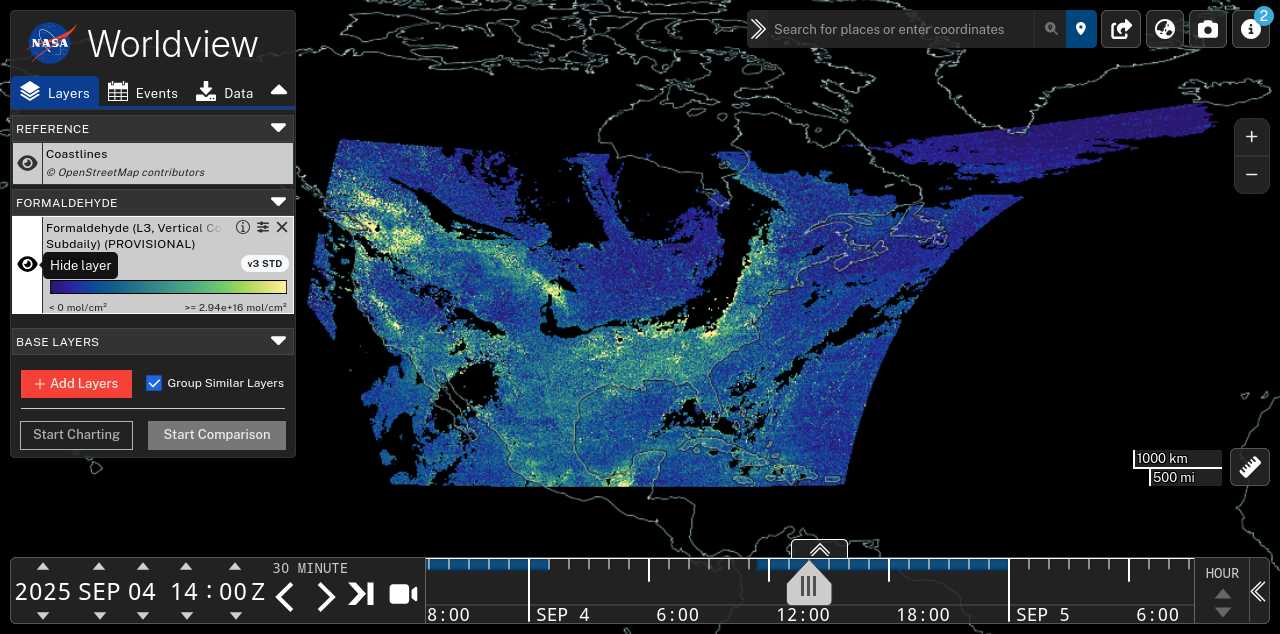 NASA
Worldview
Layers
Events
Data
REFERENCE
Coastlines
© OpenStreetMap contributors
FORMALDEHYDE
Formaldehyde (L3, Vertical Co
Subdaily) (PROVISIONAL)
Hide layer
v3 STD
< 0 mol/cm²
>= 2.94e+16 mol/cm²
BASE LAYERS
+ Add Layers
Group Similar Layers
Start Charting
Start Comparison
Search for places or enter coordinates
2
+
−
1000 km
500 mi
2025 SEP 04 14 : 00 Z
30 MINUTE
8:00
SEP 4
6:00
12:00
18:00
SEP 5
6:00
HOUR